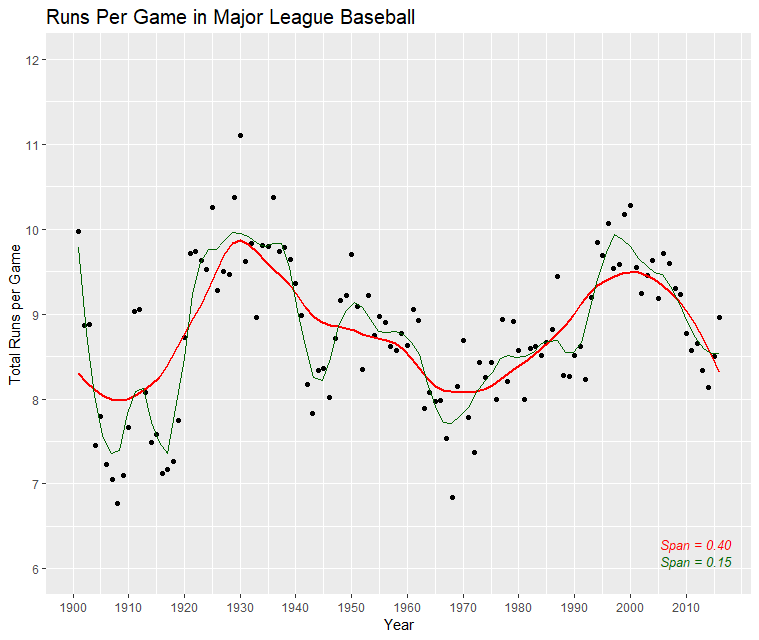 Runs Per Game in Major League Baseball
12
11
10
9
8
7
6
Total Runs per Game
Span = 0.40
Span = 0.15
1900 1910 1920 1930 1940 1950 1960 1970 1980 1990 2000 2010
Year